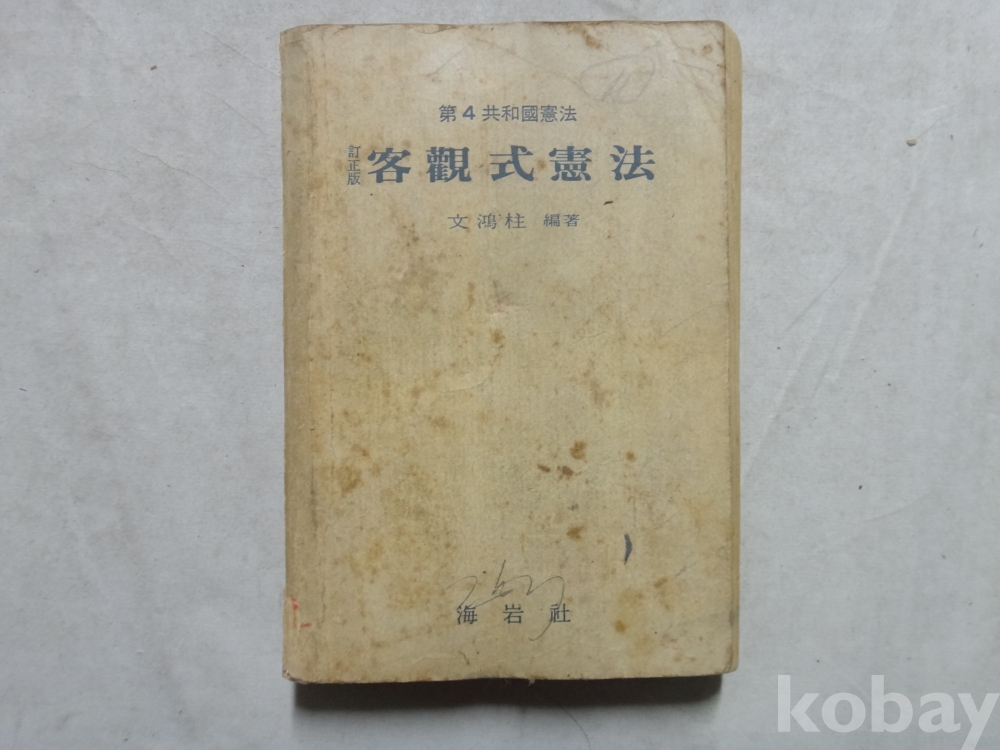 第4共和國憲法
訂正版 客觀式憲法
文鴻柱 編著
海岩社
kobay